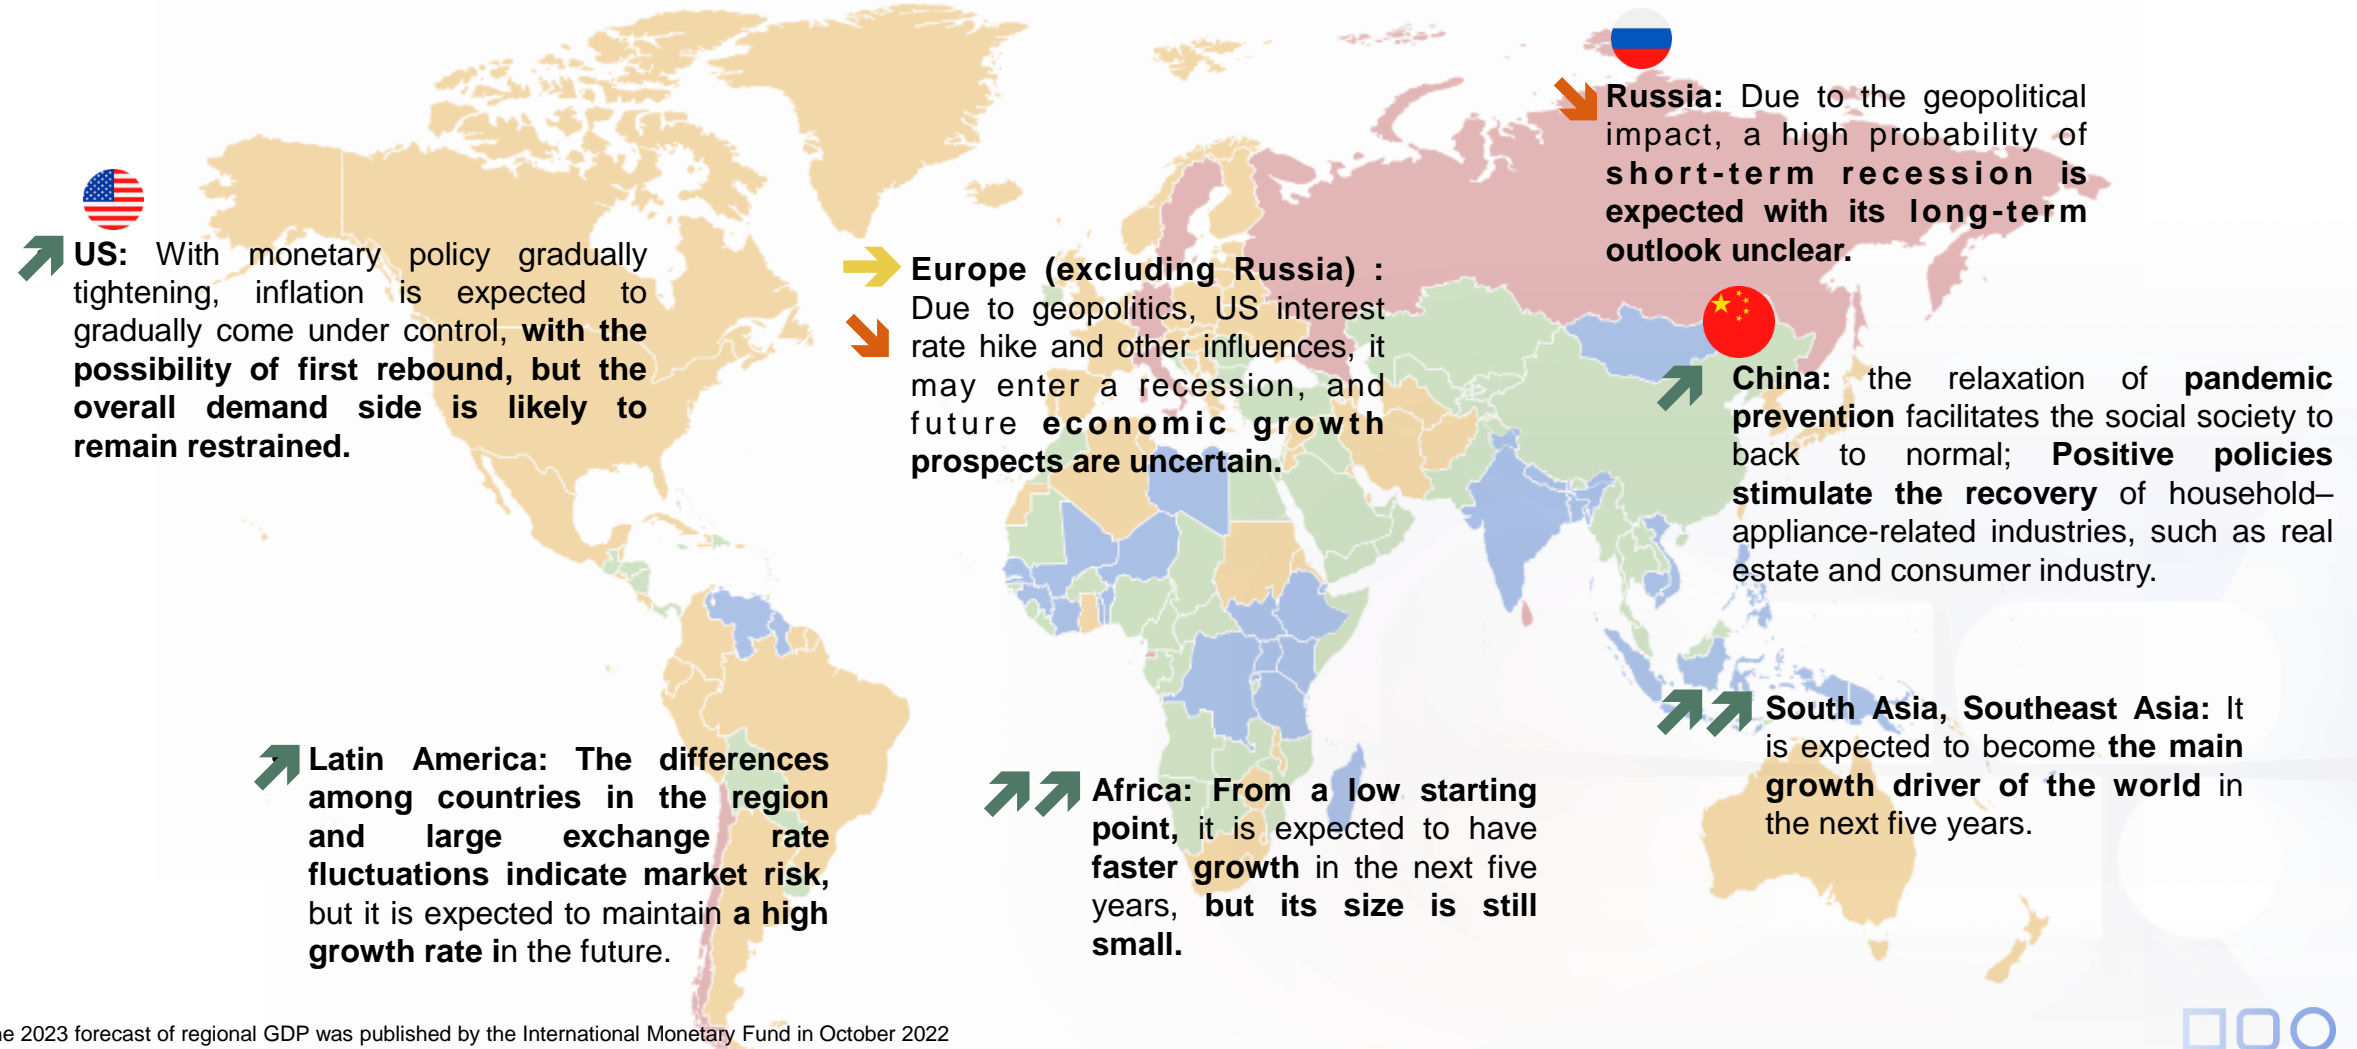 US: With monetary policy gradually
tightening, inflation is expected to
gradually come under control, with the
possibility of first rebound, but the
overall demand side is likely to
remain restrained.
Europe (excluding Russia) :
Due to geopolitics, US interest
rate hike and other influences, it
may enter a recession, and
future economic growth
prospects are uncertain.
Russia: Due to the geopolitical
impact, a high probability of
short-term recession is
expected with its long-term
outlook unclear.
China: the relaxation of pandemic
prevention facilitates the social society to
back to normal; Positive policies
stimulate the recovery of household–
appliance-related industries, such as real
estate and consumer industry.
Latin America: The differences
among countries in the region
and large exchange rate
fluctuations indicate market risk,
but it is expected to maintain a high
growth rate in the future.
Africa: From a low starting
point, it is expected to have
faster growth in the next five
years, but its size is still
small.
South Asia, Southeast Asia: It
is expected to become the main
growth driver of the world in
the next five years.
2023 forecast of regional GDP was published by the International Monetary Fund in October 2022